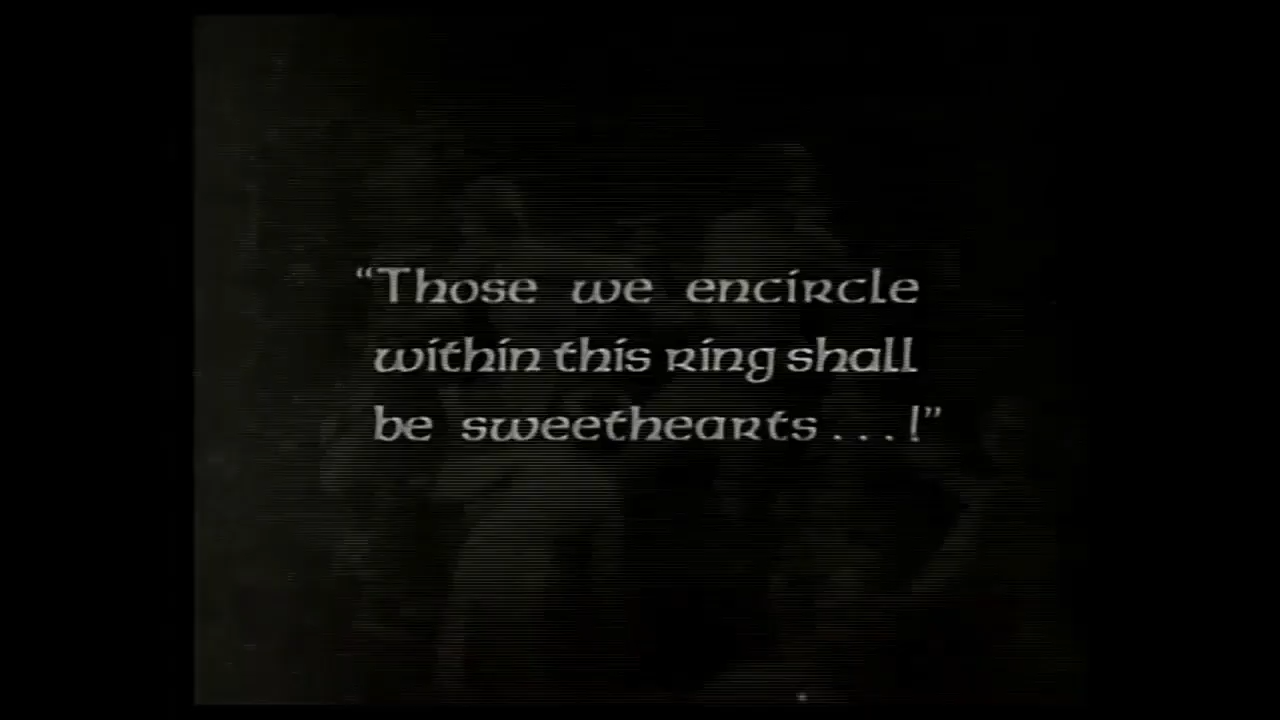 “Those we encircle
within this ring shall
be sweethearts...!”